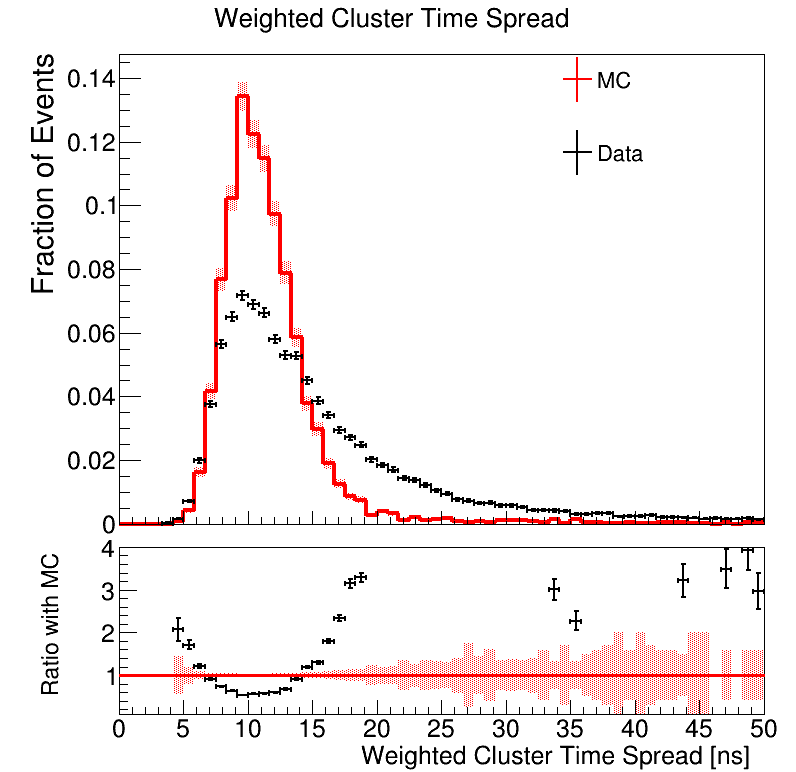 Weighted Cluster Time Spread
Fraction of Events
0.14
0.12
0.1
0.08
0.06
0.04
0.02
0
MC
Data
Ratio with MC
4
3
2
1
0 5 10 15 20 25 30 35 40 45 50
Weighted Cluster Time Spread [ns]